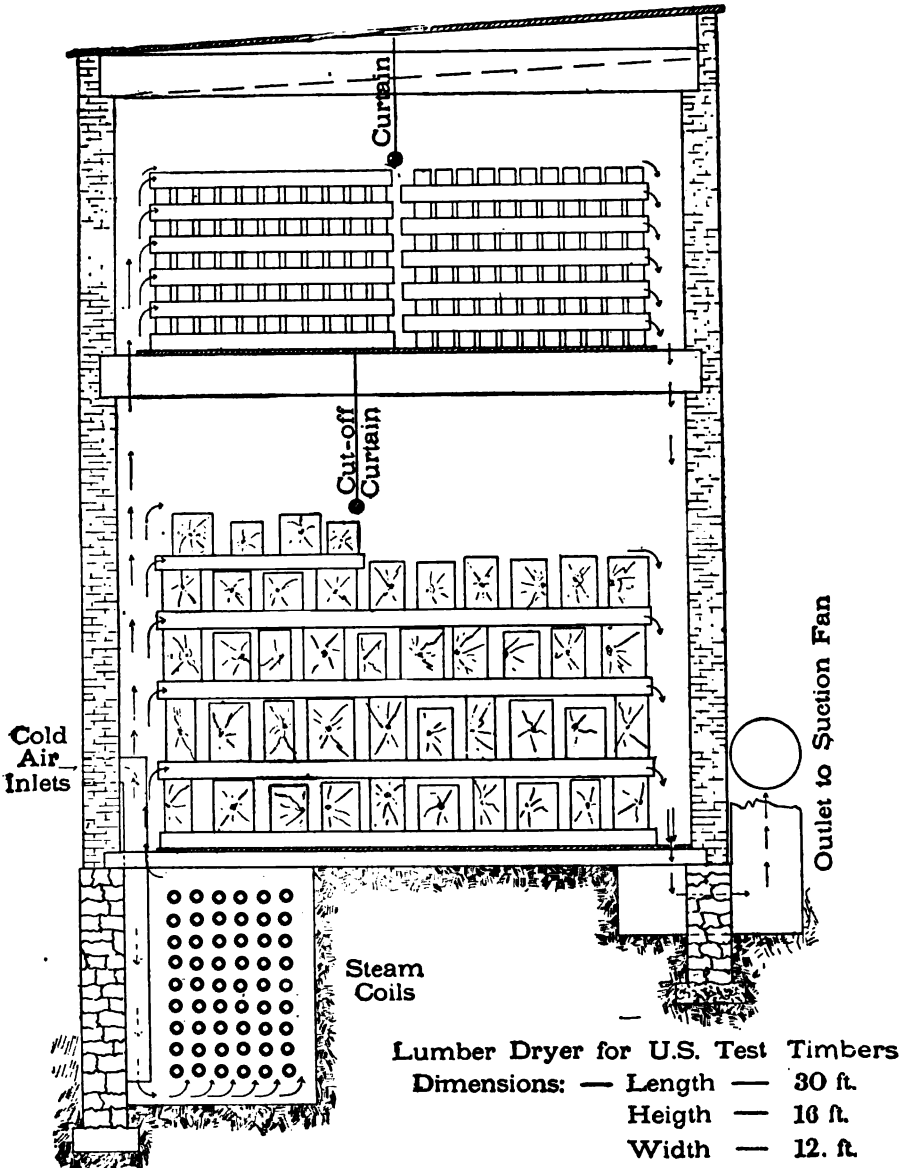 Curtain
Cut-off
Curtain
Cold
Air
Inlets
Outlet to Suction Fan
Steam
Coils
Lumber Dryer for U.S. Test Timbers
Dimensions: — Length — 30 ft.
Heigth — 16 ft.
Width — 12. ft.